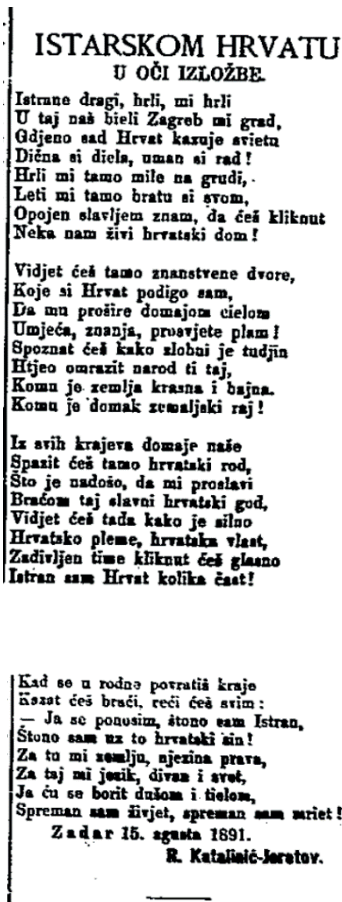 ISTARSKOM HRVATU
U OČI IZLOŽBE.
Istrane dragi, hrli, mi hrli
U taj naš bieli Zagreb mi grad,
Gdjeno sad Hrvat kazuje svietu
Dična si diela, uman si rad!
Hrli mi tamo mile na grudi,
Leti mi tamo bratu si svom,
Opojen slavljem znam, da ćeš kliknut
Neka nam živi hrvatski dom!
Vidjet ćeš tamo znanstvene dvore,
Koje si Hrvat podigo sam,
Da mu prošire domajom cielom
Umjeća, znanja, prosvjete plam!
Spoznat ćeš kako zlobni je tudjin
Htjeo omrazit narod ti taj,
Komu je zemlja krasna i bajna.
Komu je domak zemaljski raj!
Iz svih krajeva domaje naše
Spazit ćeš tamo hrvatski rod,
Što je nadošo, da mi proslavi
Braćom taj slavni hrvatski god,
Vidjet ćeš tada kako je silno
Hrvatsko pleme, hrvatska vlast,
Zadivljen time kliknut ćeš glasno
Istran sam Hrvat kolika čast!
Kad se u rodne povratiš kraje
Kazat ćeš braći, reći ćeš svim:
— Ja se ponosim, štono sam Istran,
Štono sam uz to hrvatski sin!
Za tu mi zemlju, njezina prava,
Za taj mi jezik, divan i svet,
Ja ću se borit dušom i tielom,
Spreman sam živjet, spreman sam mriet!
Zadar 15. agusta 1891.
R. Katalinić-Jeretov.